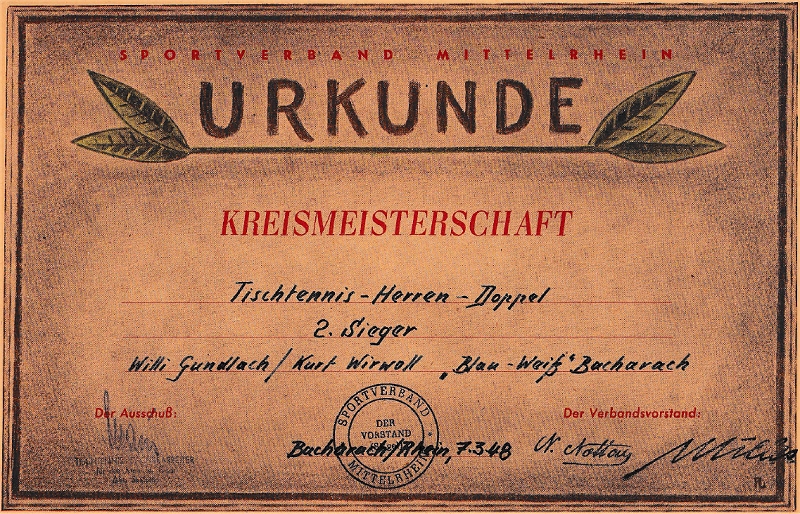 SPORTVERBAND MITTELRHEIN
URKUNDE
KREISMEISTERSCHAFT
Tischtennis-Herren-Doppel
2. Sieger
Willi Gundlach/Kurt Wirwoll „Blau-Weiß" Bacharach
Der Ausschuß:
Der Verbandsvorstand:
SPORTVERBAND
DER
VORSTAND
MITTELRHEIN
Bacharach/Rhein, 7.3.48